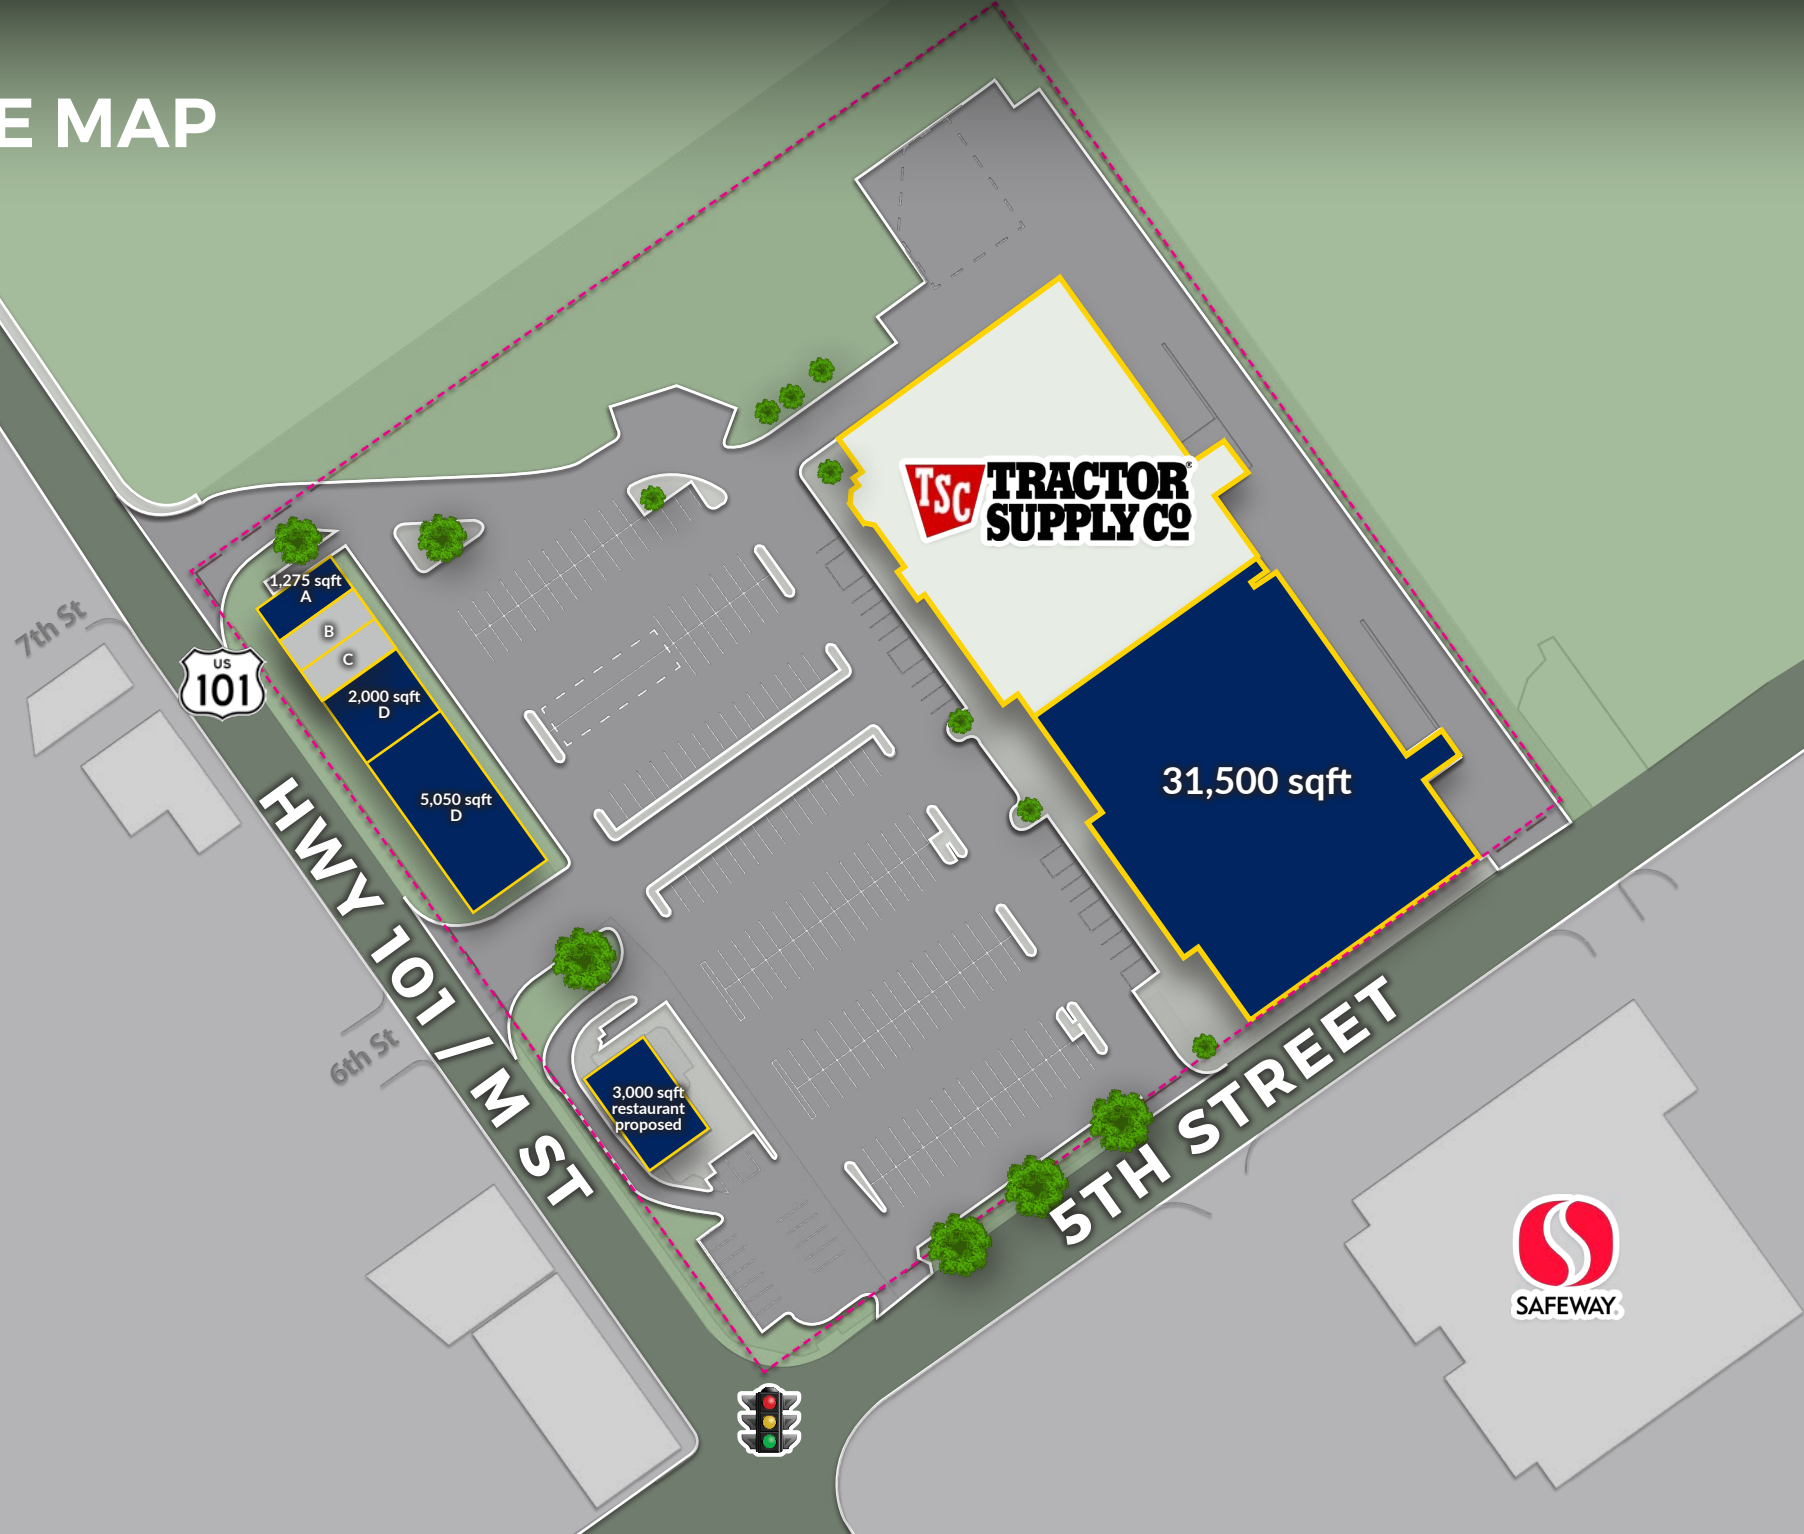 E MAP
TSC TRACTOR
SUPPLY CO
1,275 sqft
A
B
C
2,000 sqft
D
5,050 sqft
D
7th St
US
101
31,500 sqft
HWY 101 / M ST
6th St
3,000 sqft
restaurant
proposed
5TH STREET
SAFEWAY